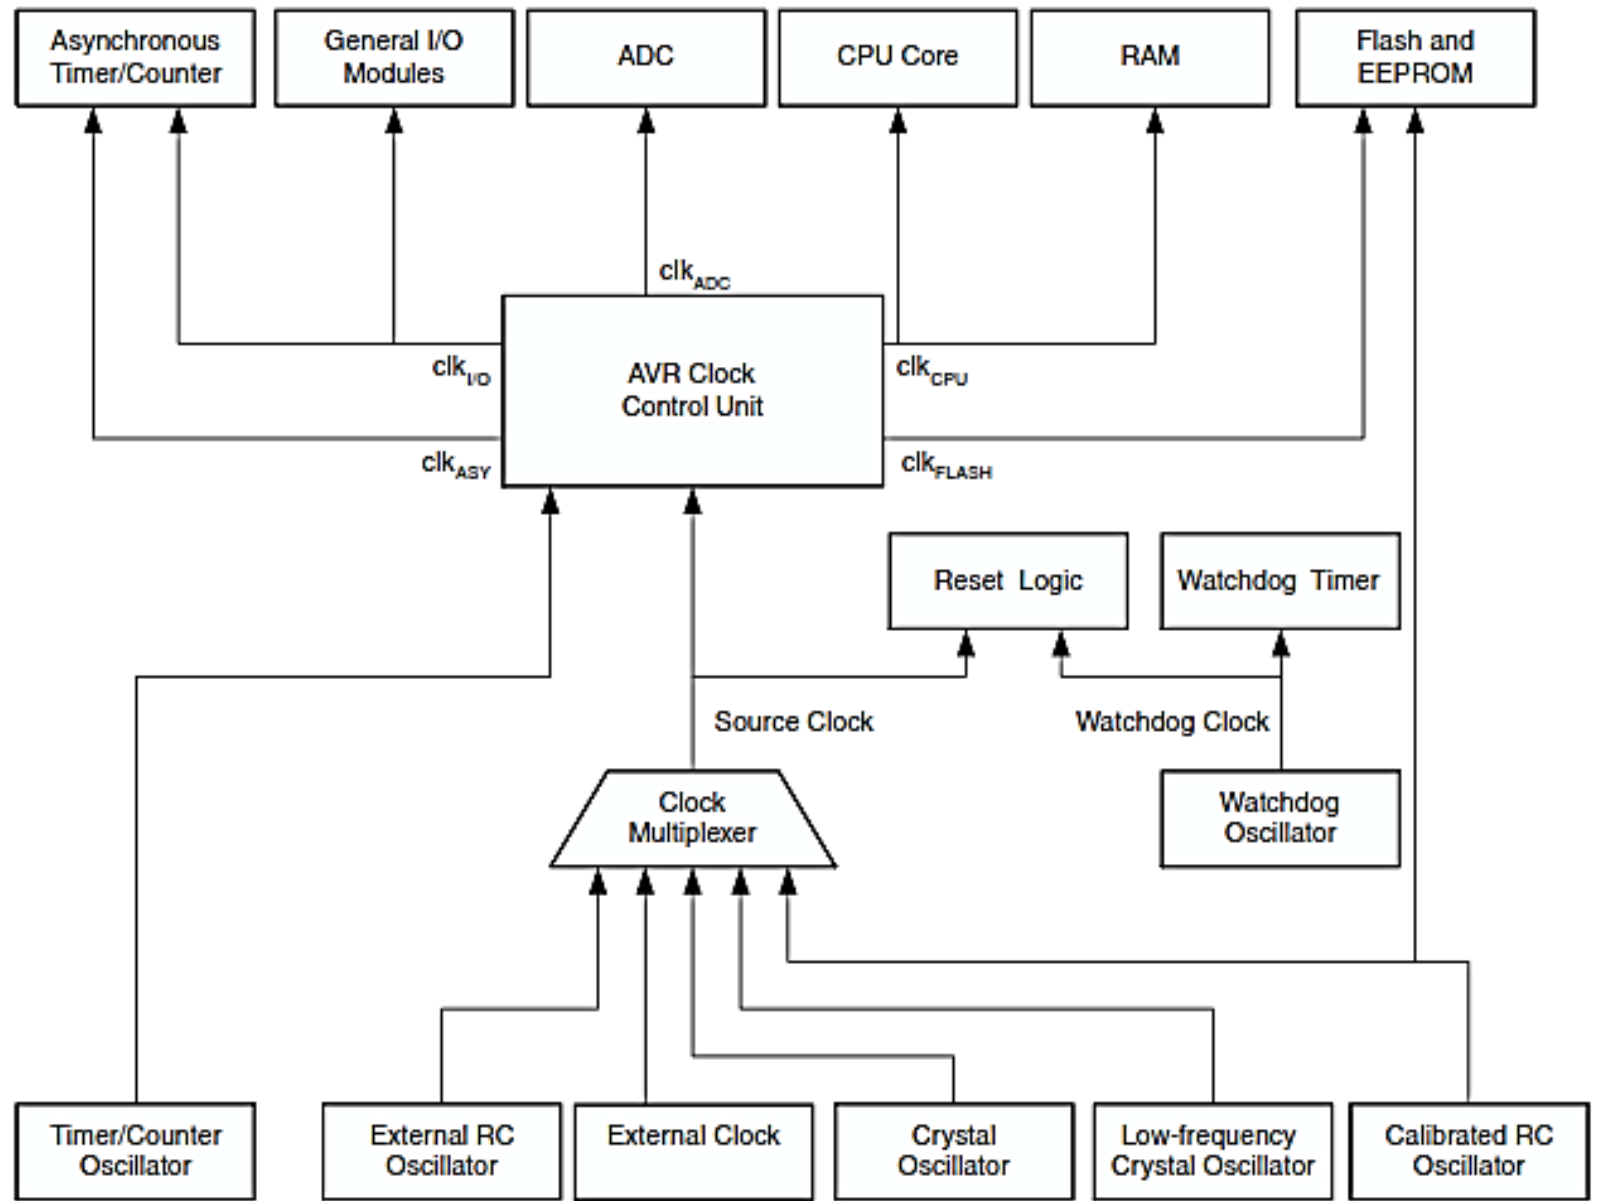 Asynchronous
Timer/Counter
General I/O
Modules
ADC
CPU Core
RAM
Flash and
EEPROM
clkADC
clkI/O
AVR Clock
Control Unit
clkCPU
clkASY
clkFLASH
Reset Logic
Watchdog Timer
Source Clock
Watchdog Clock
Clock
Multiplexer
Watchdog
Oscillator
Timer/Counter
Oscillator
External RC
Oscillator
External Clock
Crystal
Oscillator
Low-frequency
Crystal Oscillator
Calibrated RC
Oscillator